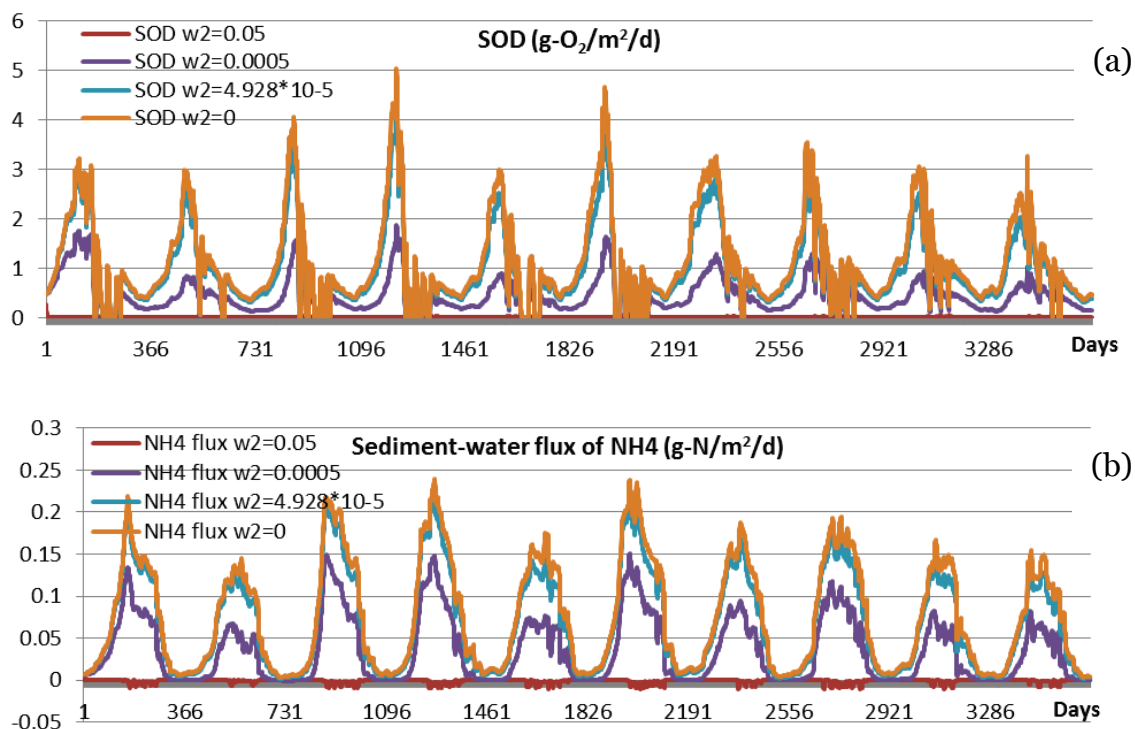 6
5
4
3
2
1
0
SOD w2=0.05
SOD w2=0.0005
SOD w2=4.928*10-5
SOD w2=0
SOD (g-O₂/m²/d)
(a)
1 366 731 1096 1461 1826 2191 2556 2921 3286 Days
0.3
0.25
0.2
0.15
0.1
0.05
0
-0.05
NH4 flux w2=0.05
NH4 flux w2=0.0005
NH4 flux w2=4.928*10-5
NH4 flux w2=0
Sediment-water flux of NH4 (g-N/m²/d)
(b)
1 366 731 1096 1461 1826 2191 2556 2921 3286 Days